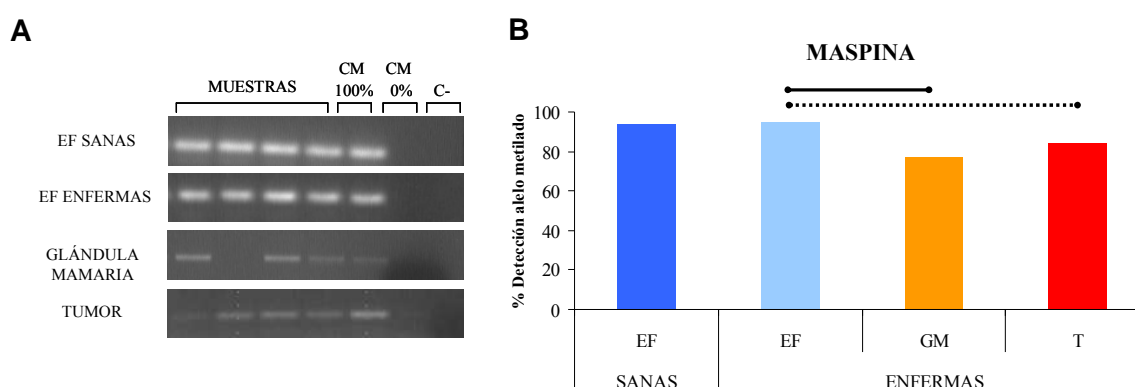 A
MUESTRAS
CM
100%
CM
0%
C-
EF SANAS
EF ENFERMAS
GLÁNDULA
MAMARIA
TUMOR
B
MASPINA
% Detección alelo metilado
100
80
60
40
20
0
EF
EF
GM
T
SANAS
ENFERMAS